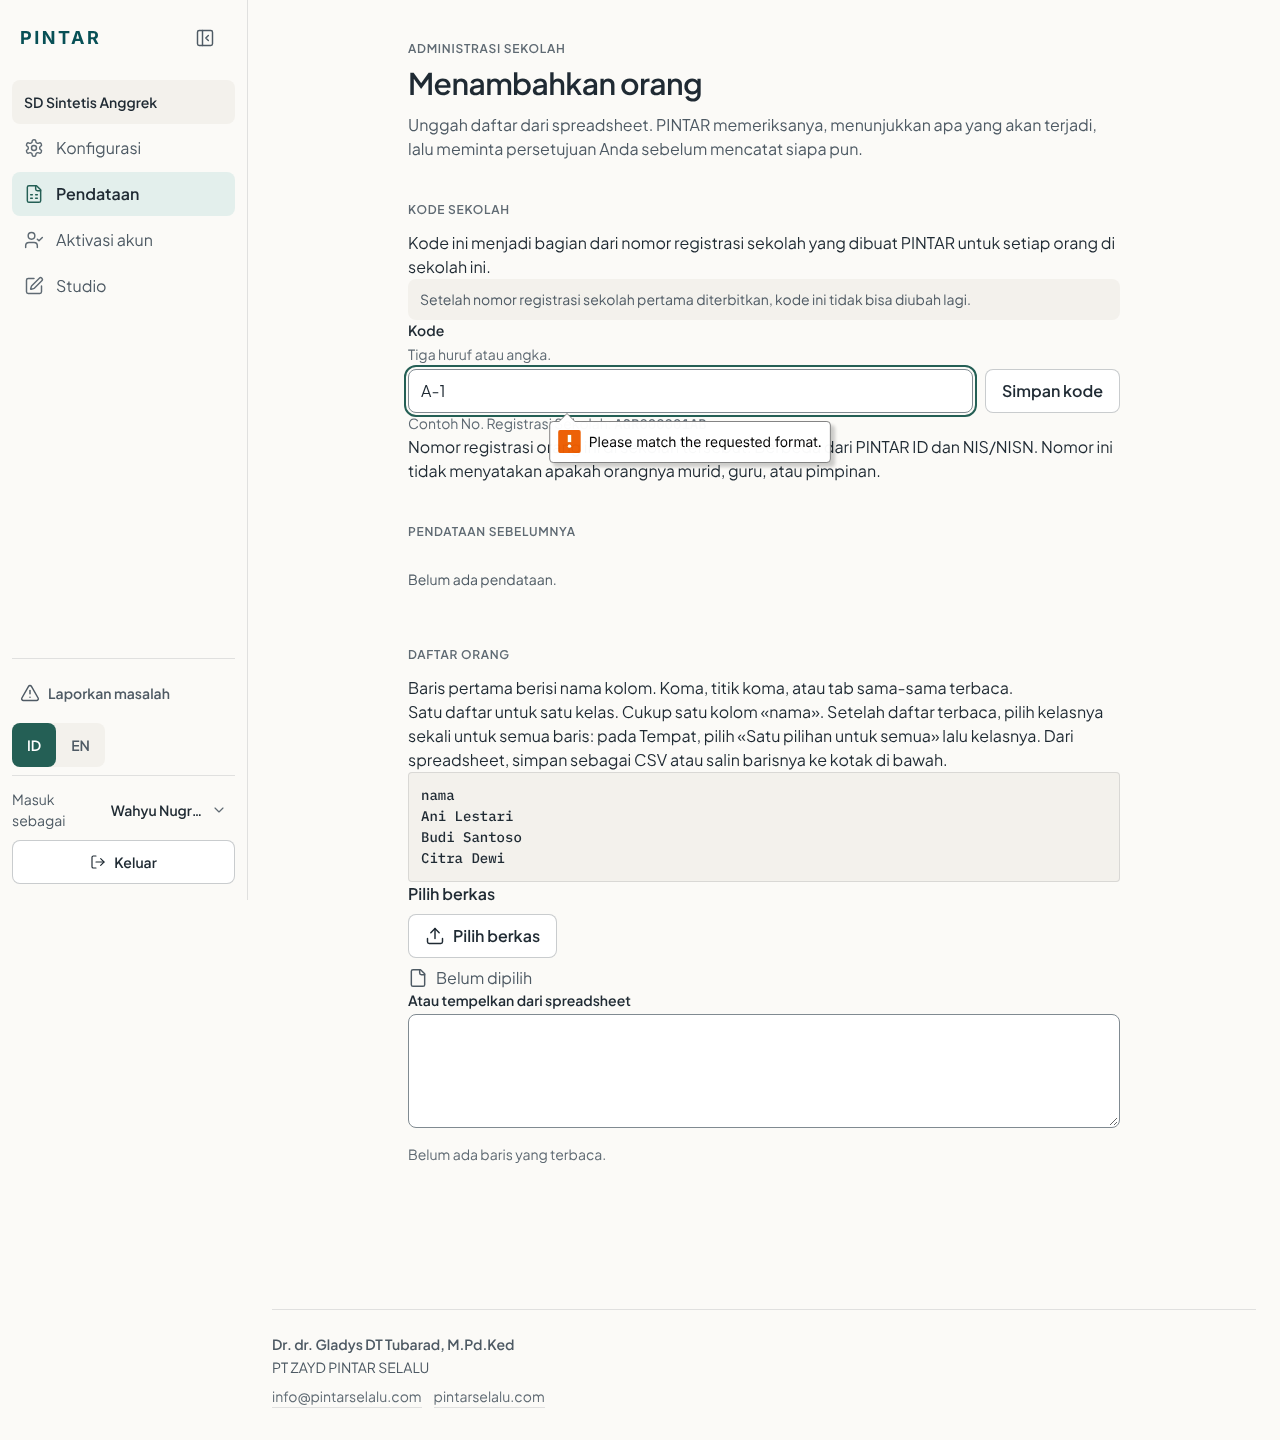 PINTAR
SD Sintetis Anggrek
Konfigurasi
Pendataan
Aktivasi akun
Studio
Laporkan masalah
ID EN
Masuk sebagai
Wahyu Nugr...
Keluar
ADMINISTRASI SEKOLAH
Menambahkan orang
Unggah daftar dari spreadsheet. PINTAR memeriksanya, menunjukkan apa yang akan terjadi,
lalu meminta persetujuan Anda sebelum mencatat siapa pun.
KODE SEKOLAH
Kode ini menjadi bagian dari nomor registrasi sekolah yang dibuat PINTAR untuk setiap orang di
sekolah ini.
Setelah nomor registrasi sekolah pertama diterbitkan, kode ini tidak bisa diubah lagi.
Kode
Tiga huruf atau angka.
A-1
Simpan kode
Contoh No. Registrasi
Please match the requested format.
Nomor registrasi dari PINTAR ID dan NIS/NISN. Nomor ini
tidak menyatakan apakah orangnya murid, guru, atau pimpinan.
PENDATAAN SEBELUMNYA
Belum ada pendataan.
DAFTAR ORANG
Baris pertama berisi nama kolom. Koma, titik koma, atau tab sama-sama terbaca.
Satu daftar untuk satu kelas. Cukup satu kolom «nama». Setelah daftar terbaca, pilih kelasnya
sekali untuk semua baris: pada Tempat, pilih «Satu pilihan untuk semua» lalu kelasnya. Dari
spreadsheet, simpan sebagai CSV atau salin barisnya ke kotak di bawah.
nama
Ani Lestari
Budi Santoso
Citra Dewi
Pilih berkas
Pilih berkas
Belum dipilih
Atau tempelkan dari spreadsheet
Belum ada baris yang terbaca.
Dr. dr. Gladys DT Tubarad, M.Pd.Ked
PT ZAYD PINTAR SELALU
info@pintarselalu.com pintarselalu.com